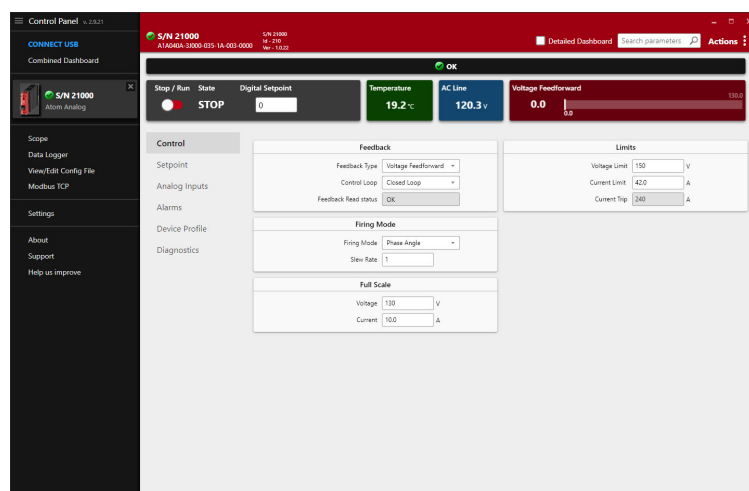 Control Panel v. 2.9.21
CONNECT USB
Combined Dashboard
S/N 21000
Atom Analog
Scope
Data Logger
View/Edit Config File
Modbus TCP
Settings
About
Support
Help us improve
S/N 21000
A1A040A-3J000-035-1A-003-0000
S/N 21000
Id - 210
Ver - 1.0.22
Detailed Dashboard
Search parameters
Actions
OK
Stop / Run State Digital Setpoint
STOP 0
Temperature
19.2 °C
AC Line
120.3 V
Voltage Feedforward
130.0
0.0
0.0
Control
Setpoint
Analog Inputs
Alarms
Device Profile
Diagnostics
Feedback
Feedback Type Voltage Feedforward
Control Loop Closed Loop
Feedback Read status OK
Firing Mode
Firing Mode Phase Angle
Slew Rate 1
Full Scale
Voltage 130 V
Current 10.0 A
Limits
Voltage Limit 150 V
Current Limit 42.0 A
Current Trip 240 A